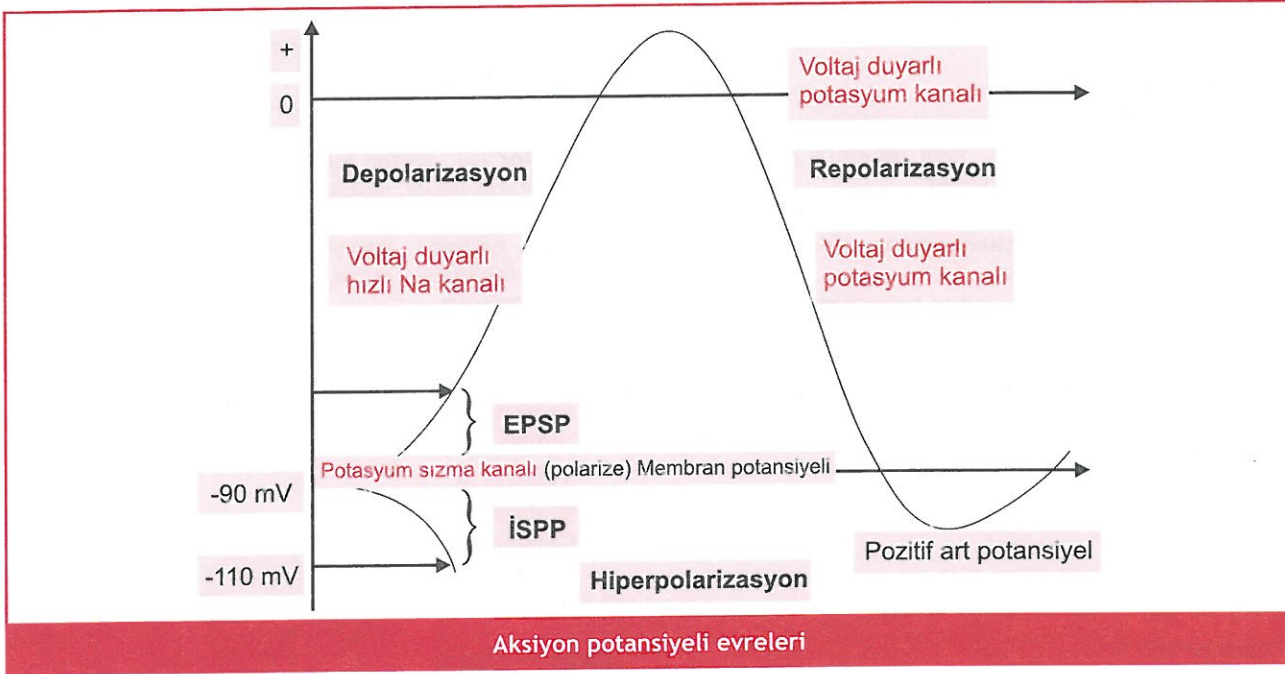 +
0
Voltaj duyarlı
potasyum kanalı
Depolarizasyon
Repolarizasyon
Voltaj duyarlı
hızlı Na kanalı
Voltaj duyarlı
potasyum kanalı
EPSP
Potasyum sızma kanalı (polarize) Membran potansiyeli
-90 mV
İSPP
Pozitif art potansiyel
-110 mV
Hiperpolarizasyon
Aksiyon potansiyeli evreleri